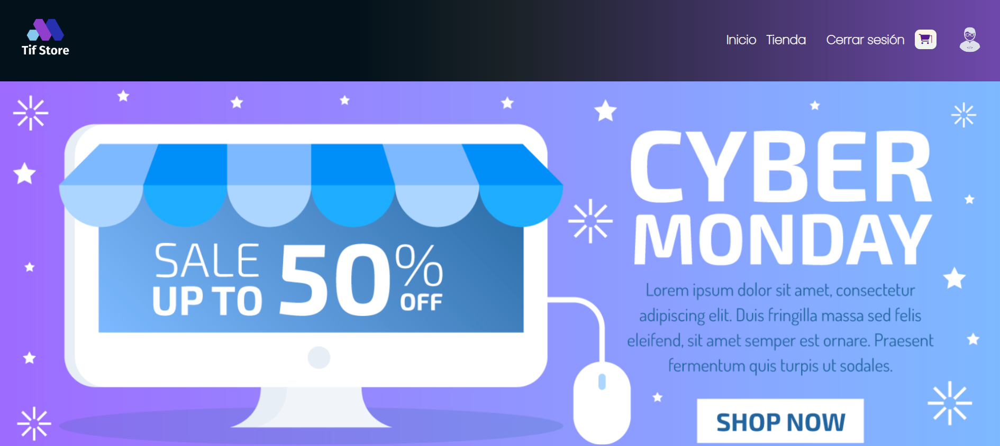 Tif Store
Inicio Tienda Cerrar sesión 1
CYBER
MONDAY
SALE
UP TO
50%
OFF
Lorem ipsum dolor sit amet, consectetur
adipiscing elit. Duis fringilla massa sed felis
eleifend, sit amet semper est ornare. Praesent
fermentum quis turpis ut sodales.
SHOP NOW